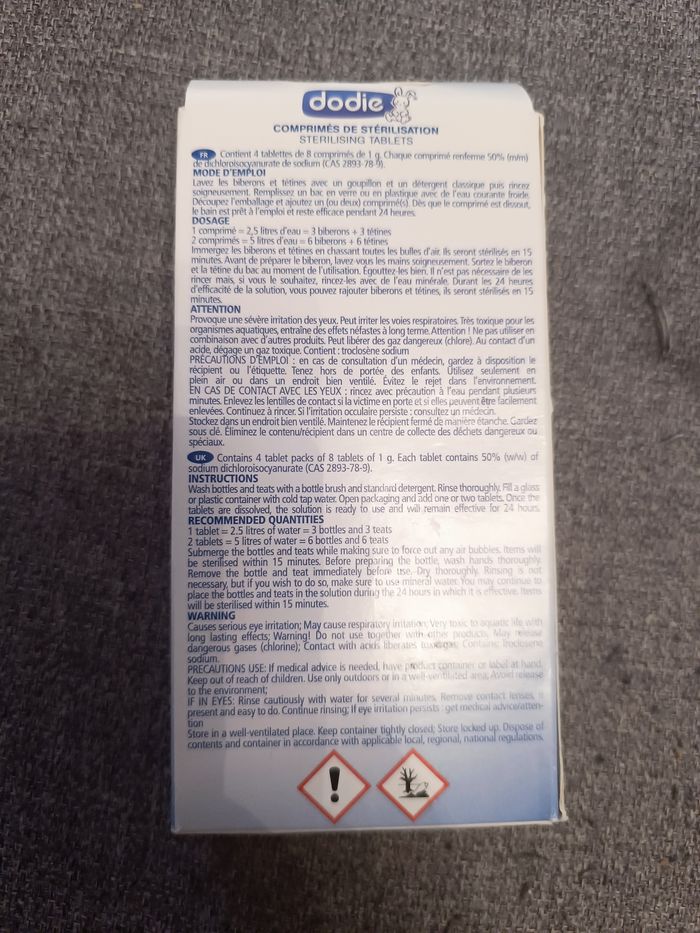 dodie
COMPRIMÉS DE STÉRILISATION
STERILISING TABLETS
FR Contient 4 tablettes de 8 comprimés de 1 g. Chaque comprimé renferme 50% (m/m)
de dichloroisocyanurate de sodium (CAS 2893-78-9).
MODE D'EMPLOI
Lavez les biberons et tétines avec un goupillon et un détergent classique puis rincez
soigneusement. Remplissez un bac en verre ou en plastique avec de l'eau courante froide.
Découpez l'emballage et ajoutez un (ou deux) comprimé(s). Dès que le comprimé est dissout,
le bain est prêt à l'emploi et reste efficace pendant 24 heures.
DOSAGE
1 comprimé = 2,5 litres d'eau = 3 biberons + 3 tétines
2 comprimés = 5 litres d'eau = 6 biberons + 6 tétines
Immergez les biberons et tétines en chassant toutes les bulles d'air. Ils seront stérilisés en 15
minutes. Avant de préparer le biberon, lavez-vous les mains soigneusement. Sortez le biberon
et la tétine du bac au moment de l'utilisation. Égouttez-les bien. Il n'est pas nécessaire de les
rincer mais, si vous le souhaitez, rincez-les avec de l'eau minérale. Durant les 24 heures
d'efficacité de la solution, vous pouvez rajouter biberons et tétines, ils seront stérilisés en 15
minutes.
ATTENTION
Provoque une sévère irritation des yeux. Peut irriter les voies respiratoires. Très toxique pour les
organismes aquatiques, entraîne des effets néfastes à long terme. Attention ! Ne pas utiliser en
combinaison avec d'autres produits. Peut libérer des gaz dangereux (chlore). Au contact d'un
acide, dégage un gaz toxique. Contient : troclosène sodium
PRÉCAUTIONS D'EMPLOI : en cas de consultation d'un médecin, gardez à disposition le
récipient ou l'étiquette. Tenez hors de portée des enfants. Utilisez seulement en
plein air ou dans un endroit bien ventilé. Évitez le rejet dans l'environnement.
EN CAS DE CONTACT AVEC LES YEUX : rincez avec précaution à l'eau pendant plusieurs
minutes. Enlevez les lentilles de contact si la victime en porte et si elles peuvent être facilement
enlevées. Continuez à rincer. Si l'irritation occulaire persiste : consultez un médecin.
Stockez dans un endroit bien ventilé. Maintenez le récipient fermé de manière étanche. Gardez
sous clé. Éliminez le contenu/récipient dans un centre de collecte des déchets dangereux ou
spéciaux.
UK Contains 4 tablet packs of 8 tablets of 1 g. Each tablet contains 50% (w/w) of
sodium dichloroisocyanurate (CAS 2893-78-9).
INSTRUCTIONS
Wash bottles and teats with a bottle brush and standard detergent. Rinse thoroughly. Fill a glass
or plastic container with cold tap water. Open packaging and add one or two tablets. Once the
tablets are dissolved, the solution is ready to use and will remain effective for 24 hours.
RECOMMENDED QUANTITIES
1 tablet = 2.5 litres of water = 3 bottles and 3 teats
2 tablets = 5 litres of water = 6 bottles and 6 teats
Submerge the bottles and teats while making sure to force out any air bubbles. Items will
be sterilised within 15 minutes. Before preparing the bottle, wash hands thoroughly.
Remove the bottle and teat immediately before use. Dry thoroughly. Rinsing is not
necessary, but if you wish to do so, make sure to use mineral water. You may continue to
place the bottles and teats in the solution during the 24 hours in which it is effective. Items
will be sterilised within 15 minutes.
WARNING
Causes serious eye irritation; May cause respiratory irritation; Very toxic to aquatic life with
long lasting effects; Warning! Do not use together with other products. May release
dangerous gases (chlorine); Contact with acids liberates toxic gas; Contains: Troclosene
sodium.
PRECAUTIONS USE: If medical advice is needed, have product container or label at hand.
Keep out of reach of children. Use only outdoors or in a well-ventilated area; Avoid release
to the environment;
IF IN EYES: Rinse cautiously with water for several minutes. Remove contact lenses, if
present and easy to do. Continue rinsing; If eye irritation persists : get medical advice/atten-
tion
Store in a well-ventilated place. Keep container tightly closed; Store locked up. Dispose of
contents and container in accordance with applicable local, regional, national regulations.